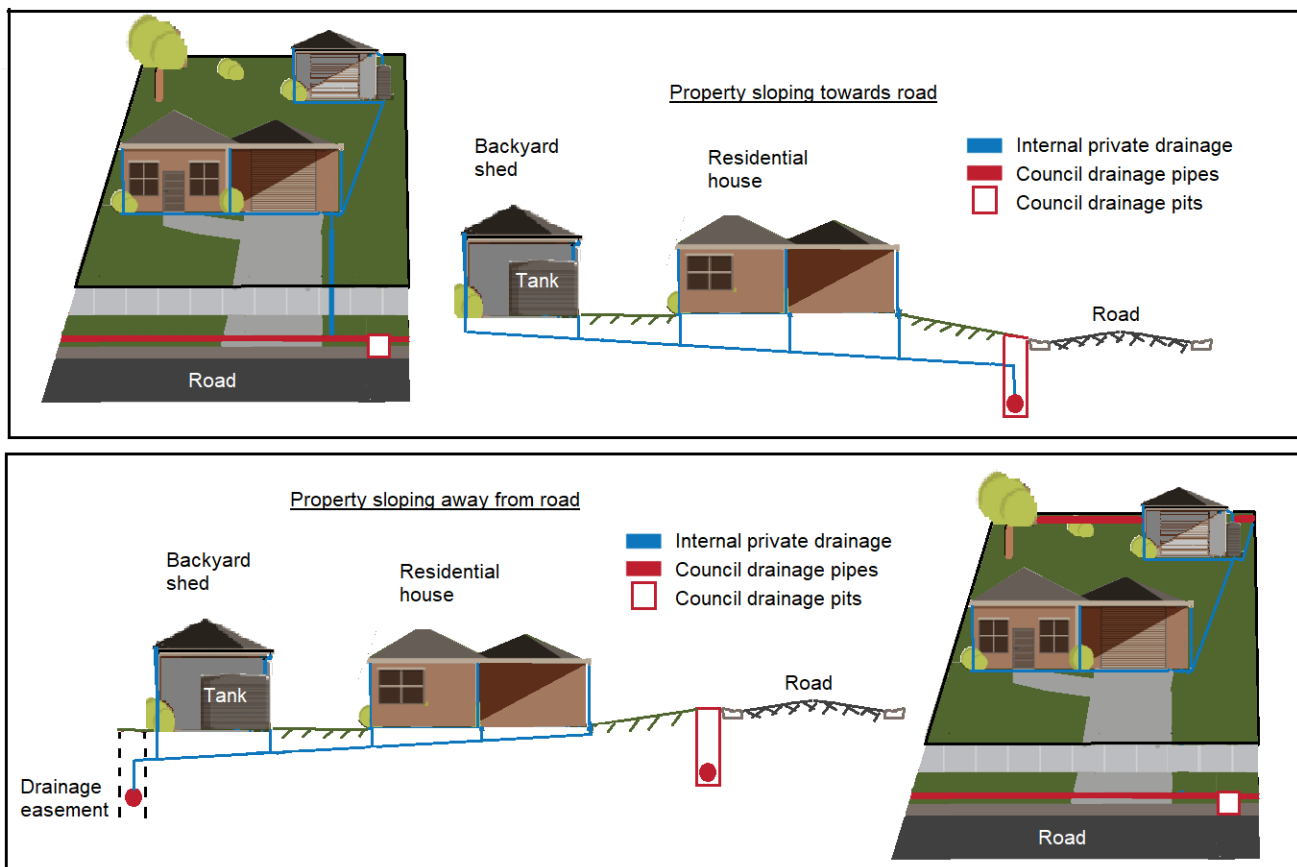 Property sloping towards road
Backyard
shed
Residential
house
Internal private drainage
Council drainage pipes
Council drainage pits
Tank
Road
Road
Property sloping away from road
Backyard
shed
Residential
house
Internal private drainage
Council drainage pipes
Council drainage pits
Tank
Road
Drainage
easement
Road